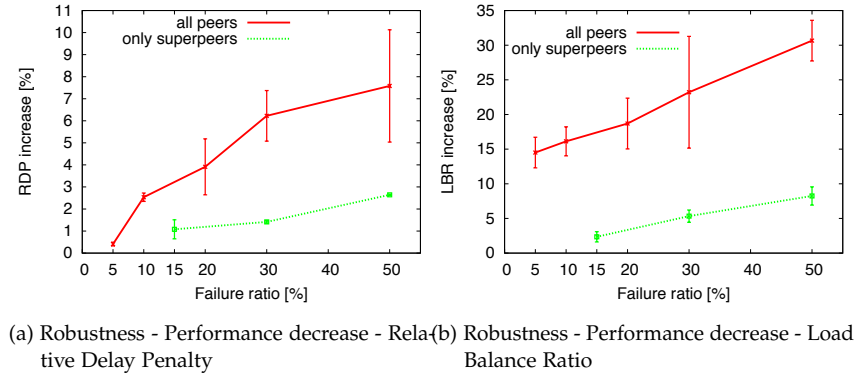 11
10
9
8
7
6
5
4
3
2
1
0
RDP increase [%]
all peers
only superpeers
0 5 10 15 20 30 50
Failure ratio [%]
35
30
25
20
15
10
5
0
LBR increase [%]
all peers
only superpeers
0 5 10 15 20 30 50
Failure ratio [%]
(a) Robustness - Performance decrease - Rela-
tive Delay Penalty
(b) Robustness - Performance decrease - Load
Balance Ratio